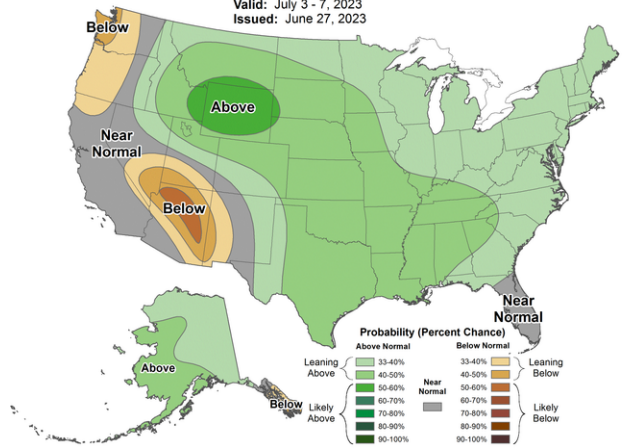 Valid: July 3 - 7, 2023
Issued: June 27, 2023
Below
Above
Near
Normal
Below
Near
Normal
Above
Below
Probability (Percent Chance)
Above Normal
Below Normal
Leaning
Above
33-40%
40-50%
Likely
Above
50-60%
60-70%
70-80%
80-90%
90-100%
Near
Normal
33-40%
40-50%
Leaning
Below
50-60%
60-70%
70-80%
80-90%
90-100%
Likely
Below